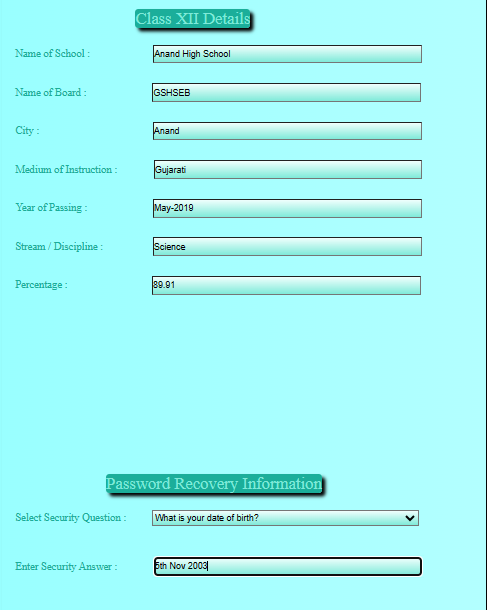 Class XII Details
Name of School : Anand High School
Name of Board : GSHSEB
City : Anand
Medium of Instruction : Gujarati
Year of Passing : May-2019
Stream / Discipline : Science
Percentage : 89.91
Password Recovery Information
Select Security Question : What is your date of birth?
Enter Security Answer : 5th Nov 2003